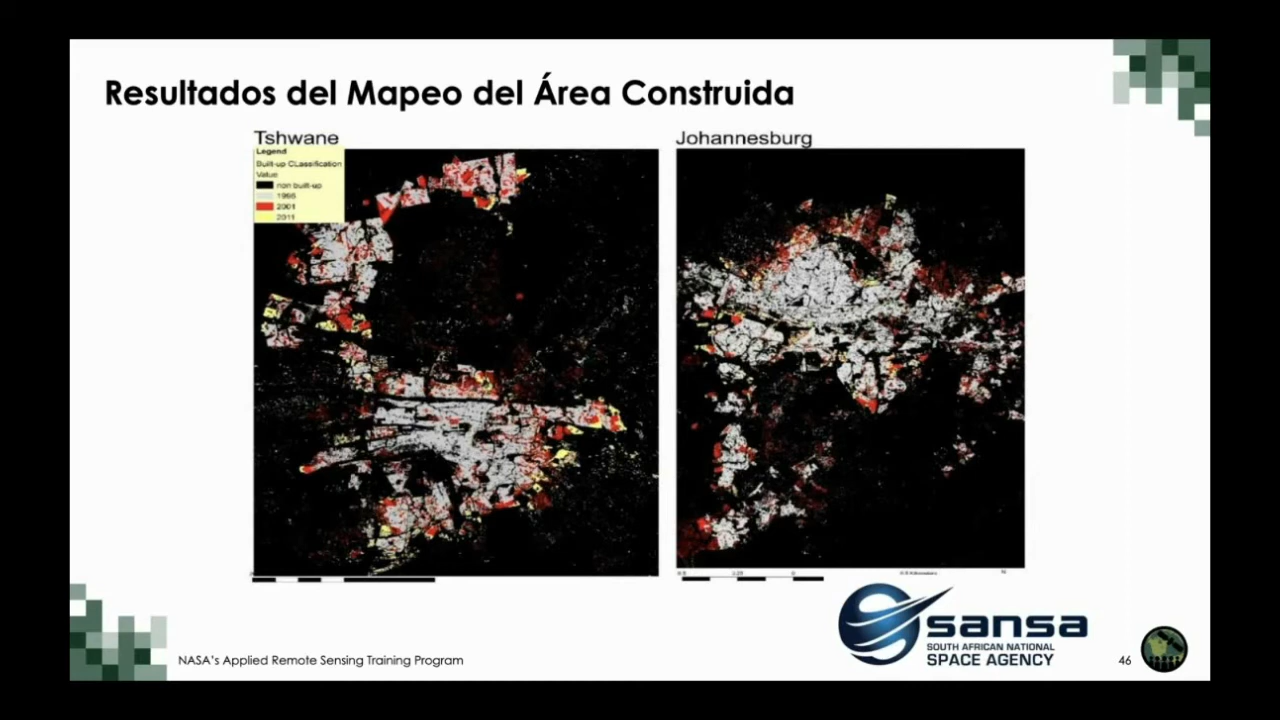 Resultados del Mapeo del Área Construida
Tshwane
Legend
Built-up CLassification
Value
non built-up
1995
2001
2011
Johannesburg
sansa
SOUTH AFRICAN NATIONAL
SPACE AGENCY
NASA's Applied Remote Sensing Training Program
46